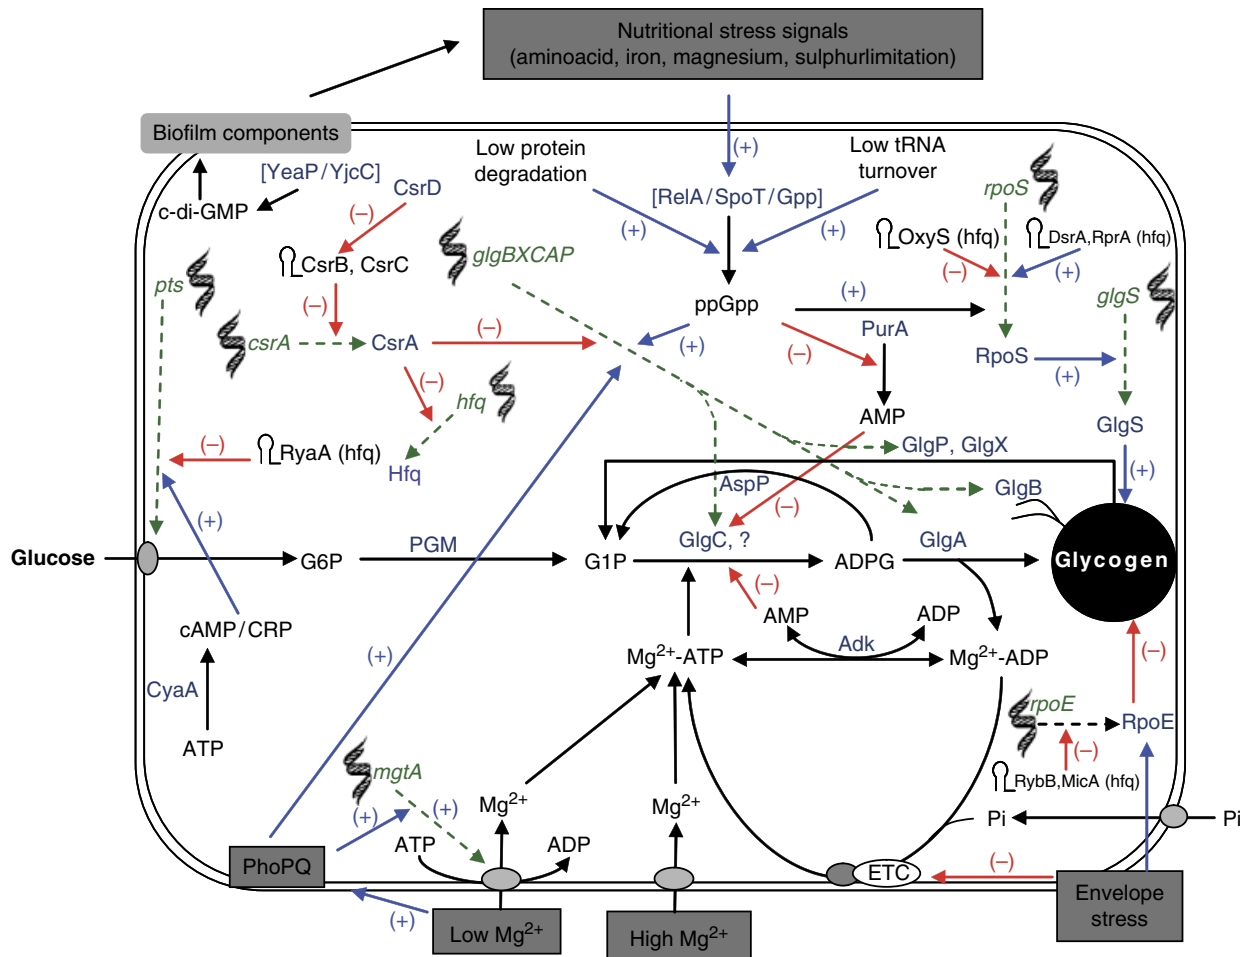 Nutritional stress signals
(aminoacid, iron, magnesium, sulphurlimitation)
Biofilm components
(+)
Low protein
degradation
Low tRNA
turnover
[YeaP/YjcC]
CsrD
c-di-GMP
[RelA/SpoT/Gpp]
rpoS
(–)
(+)
(+)
OxyS (hfq)
DsrA,RprA (hfq)
(–)
(+)
glgBXCAP
CsrB, CsrC
pts
(–)
ppGpp
(+)
glgS
csrA
CsrA
(–)
(+)
(–)
PurA
RpoS
(+)
(–)
hfq
AMP
GlgS
RyaA (hfq)
(–)
Hfq
GlgP, GlgX
(+)
AspP
(–)
GlgB
(+)
Glucose
G6P
PGM
G1P
GlgC, ?
ADPG
GlgA
Glycogen
(–)
AMP
ADP
cAMP/CRP
Adk
Mg2+-ATP
Mg2+-ADP
(+)
(–)
CyaA
ATP
rpoE
RpoE
(–)
RybB,MicA (hfq)
mgtA
(+)
(+)
Mg2+
Mg2+
Pi
Pi
ATP
ADP
PhoPQ
ETC
(–)
(+)
Low Mg2+
High Mg2+
Envelope
stress